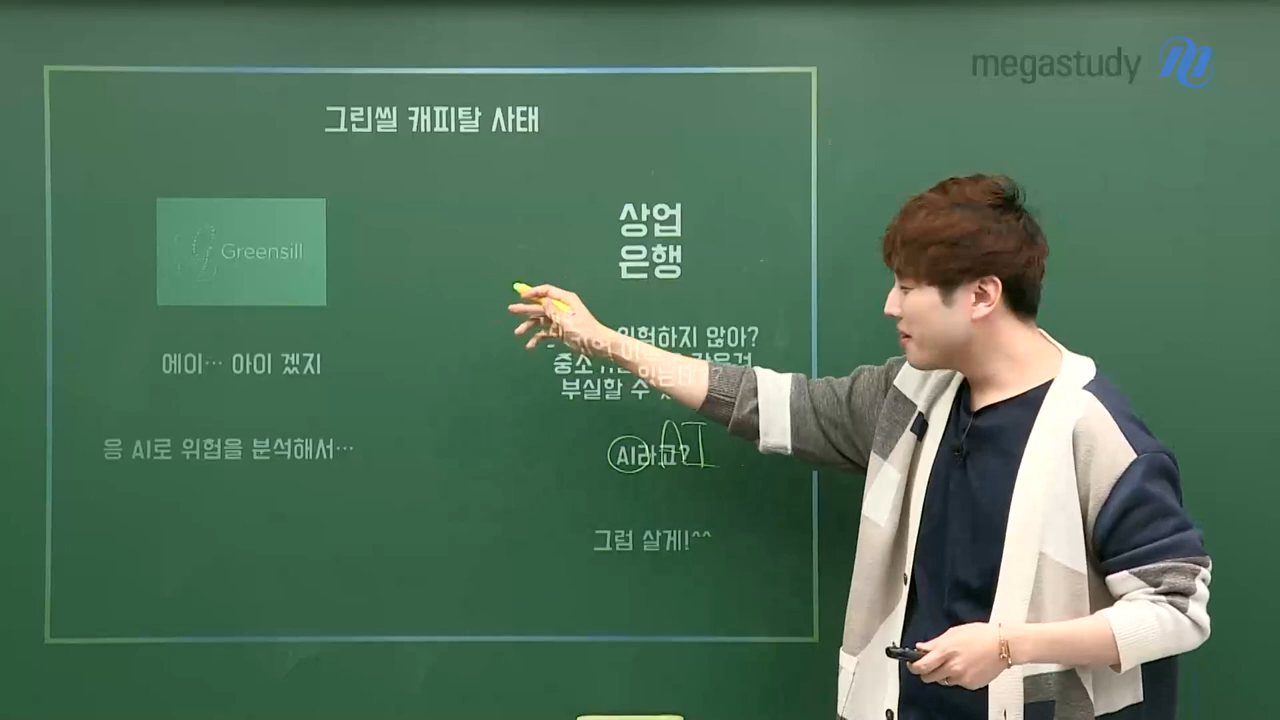 megastudy
그린씰 캐피탈 사태
Greensill
상업
은행
에이… 아이 겠지
위험하지 않아?
중소
부실할 수
응 AI로 위험을 분석해서…
AI라고?
AI
그럼 살게!^^